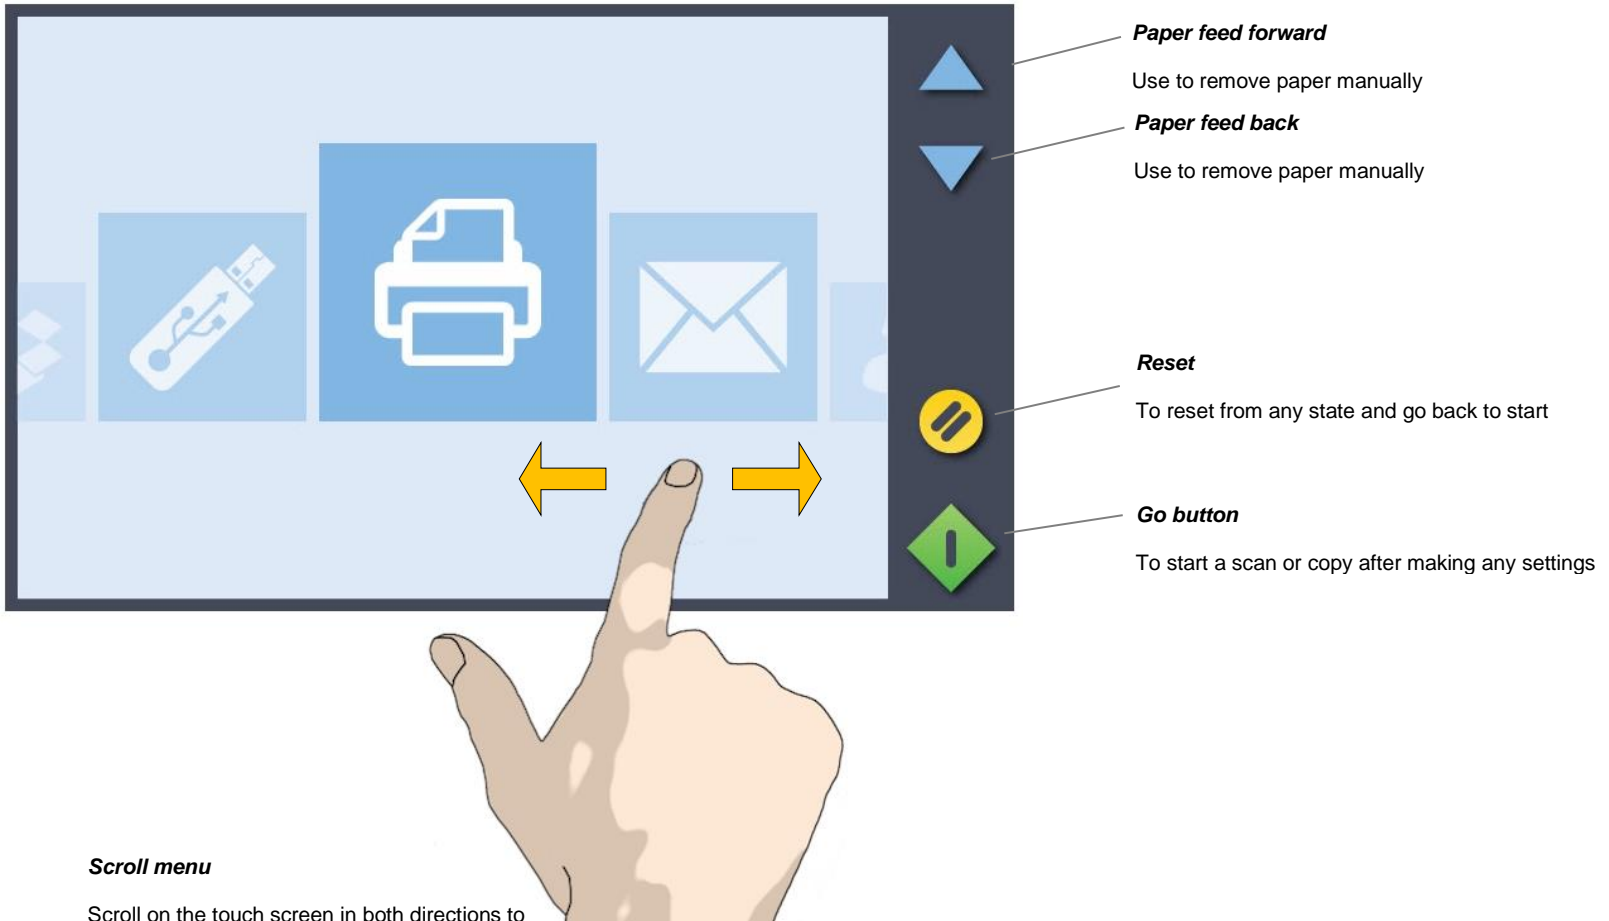 Paper feed forward
Use to remove paper manually
Paper feed back
Use to remove paper manually
Reset
To reset from any state and go back to start
Go button
To start a scan or copy after making any settings
Scroll menu
Scroll on the touch screen in both directions to